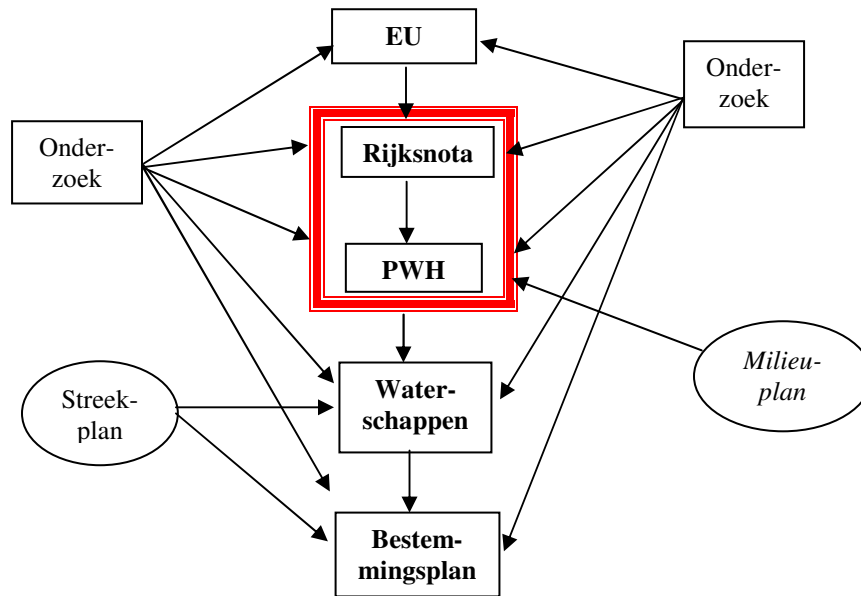 EU
Onder-
zoek
Onder-
zoek
Rijksnota
PWH
Milieu-
plan
Streek-
plan
Water-
schappen
Bestem-
mingsplan